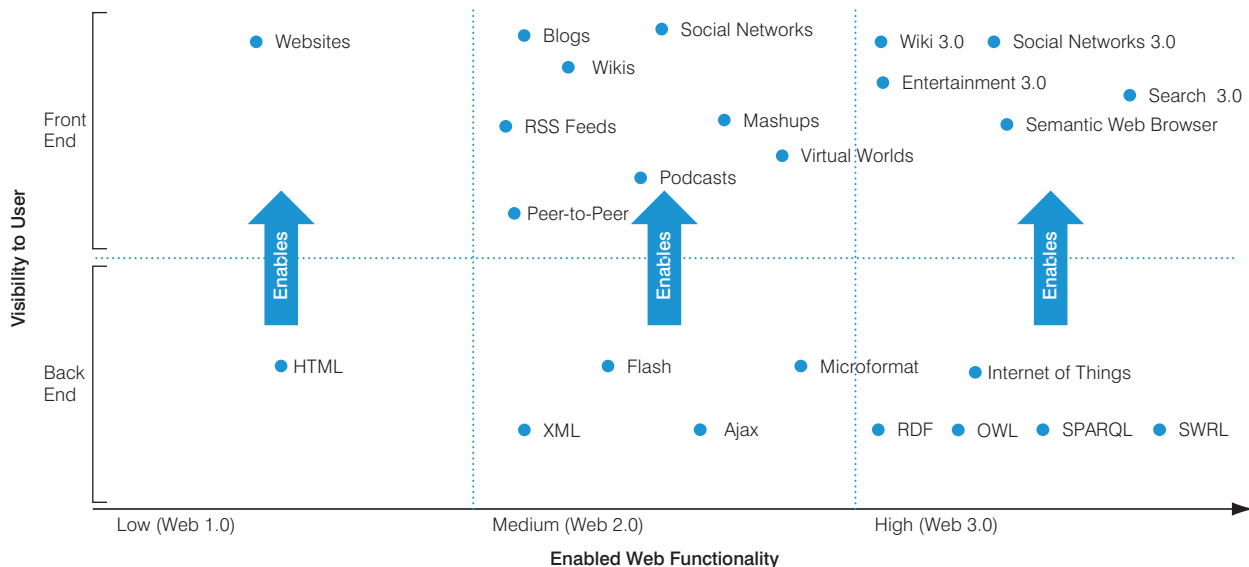 Websites
Blogs
Social Networks
Wikis
Wiki 3.0
Social Networks 3.0
Entertainment 3.0
Search 3.0
Semantic Web Browser
Front
End
RSS Feeds
Mashups
Virtual Worlds
Podcasts
Peer-to-Peer
Visibility to User
Enables
Enables
Enables
Back
End
HTML
Flash
Microformat
Internet of Things
XML
Ajax
RDF
OWL
SPARQL
SWRL
Low (Web 1.0)
Medium (Web 2.0)
High (Web 3.0)
Enabled Web Functionality